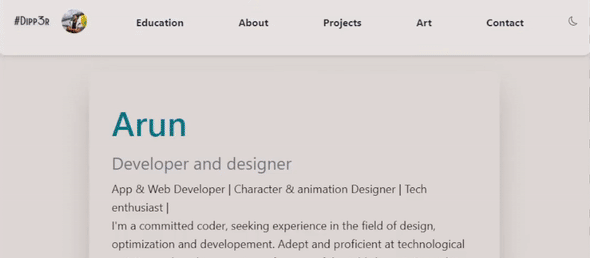 #Dipp3r Education About Projects Art Contact
Arun
Developer and designer
App & Web Developer | Character & animation Designer | Tech
enthusiast |
I'm a committed coder, seeking experience in the field of design,
optimization and developement. Adept and proficient at technological